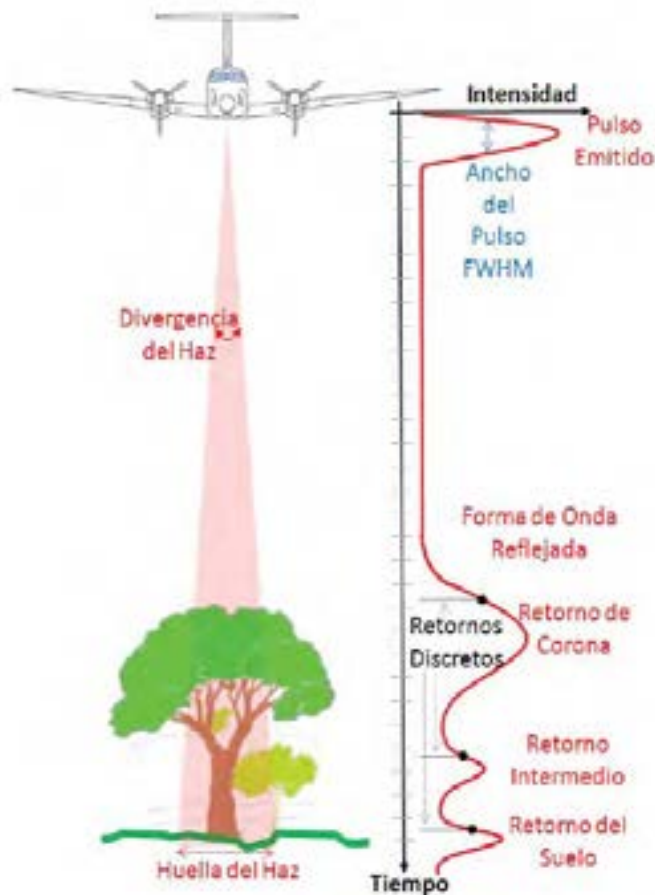 Intensidad
Pulso
Emitido
Ancho
del
Pulso
FWHM
Divergencia
del Haz
Forma de Onda
Reflejada
Retornos
Discretos
Retorno de
Corona
Retorno
Intermedio
Retorno del
Suelo
Huella del Haz
Tiempo